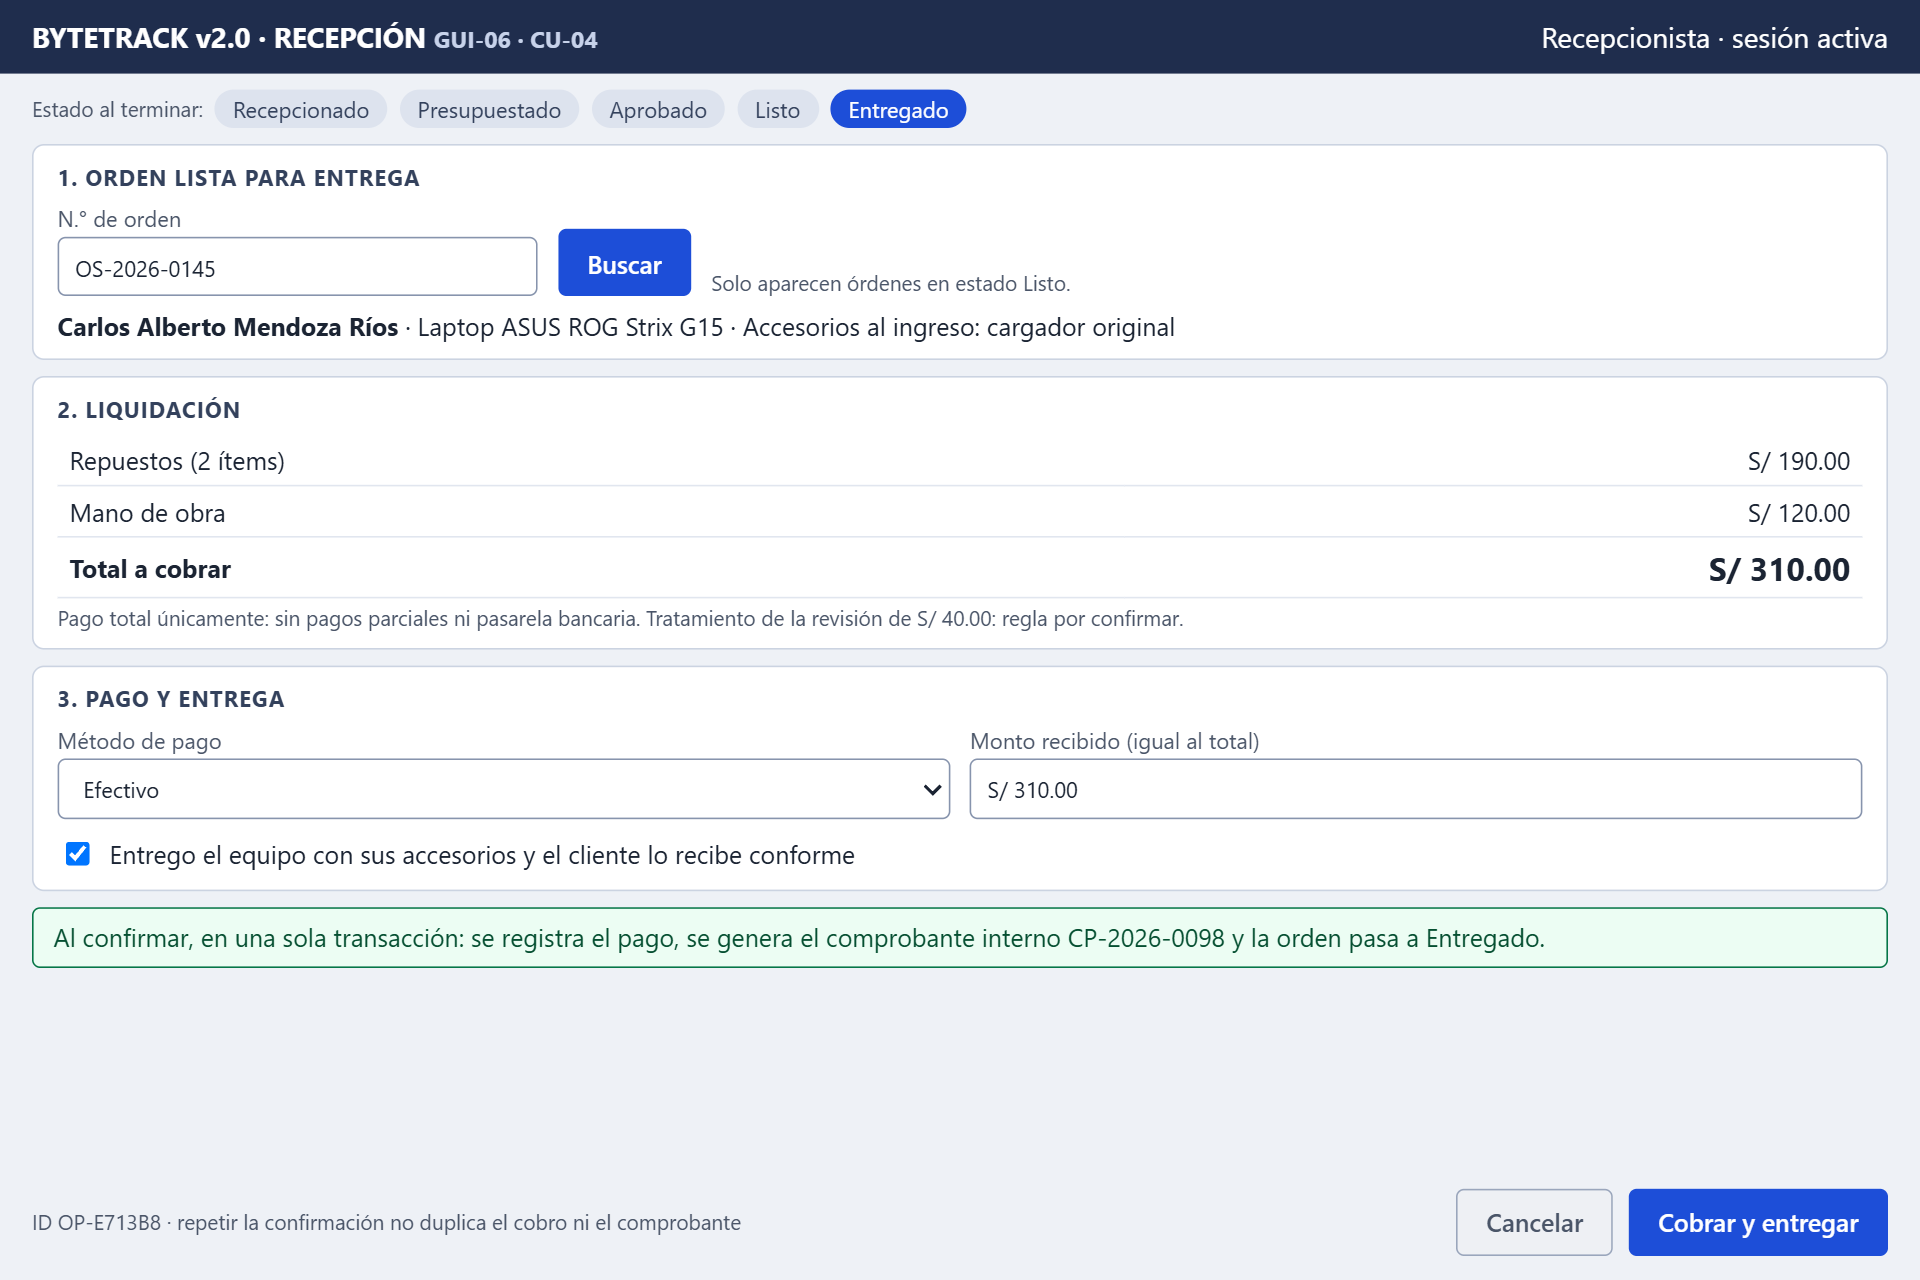 BYTETRACK v2.0 · RECEPCIÓN GUI-06 · CU-04
Recepcionista · sesión activa
Estado al terminar: Recepcionado Presupuestado Aprobado Listo Entregado
1. ORDEN LISTA PARA ENTREGA
N.° de orden
OS-2026-0145
Buscar
Solo aparecen órdenes en estado Listo.
Carlos Alberto Mendoza Ríos · Laptop ASUS ROG Strix G15 · Accesorios al ingreso: cargador original
2. LIQUIDACIÓN
Repuestos (2 ítems) S/ 190.00
Mano de obra S/ 120.00
Total a cobrar S/ 310.00
Pago total únicamente: sin pagos parciales ni pasarela bancaria. Tratamiento de la revisión de S/ 40.00: regla por confirmar.
3. PAGO Y ENTREGA
Método de pago
Efectivo
Monto recibido (igual al total)
S/ 310.00
Entrego el equipo con sus accesorios y el cliente lo recibe conforme
Al confirmar, en una sola transacción: se registra el pago, se genera el comprobante interno CP-2026-0098 y la orden pasa a Entregado.
ID OP-E713B8 · repetir la confirmación no duplica el cobro ni el comprobante
Cancelar
Cobrar y entregar